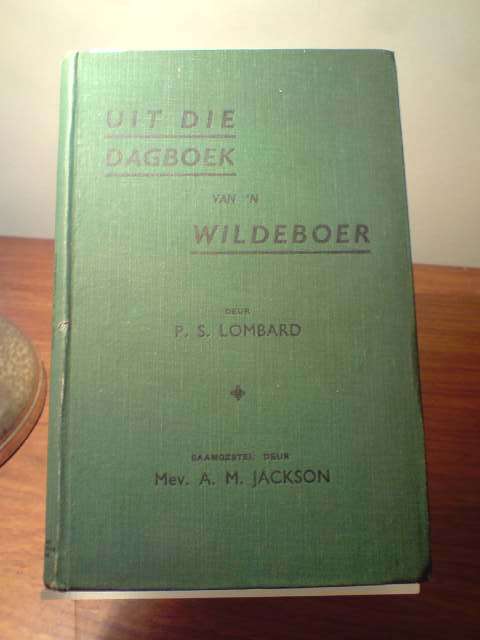 UIT DIE
DAGBOEK
VAN 'N
WILDEBOER
DEUR
P. S. LOMBARD
SAAMGESTEL DEUR
Mev. A. M. JACKSON